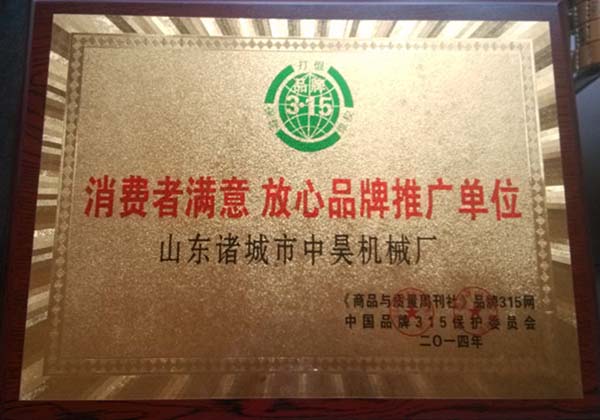 打假
品牌
3·15
消费者满意 放心品牌推广单位
山东诸城市中昊机械厂
《商品与质量周刊社》品牌315网
中国品牌315保护委员会
二〇一四年